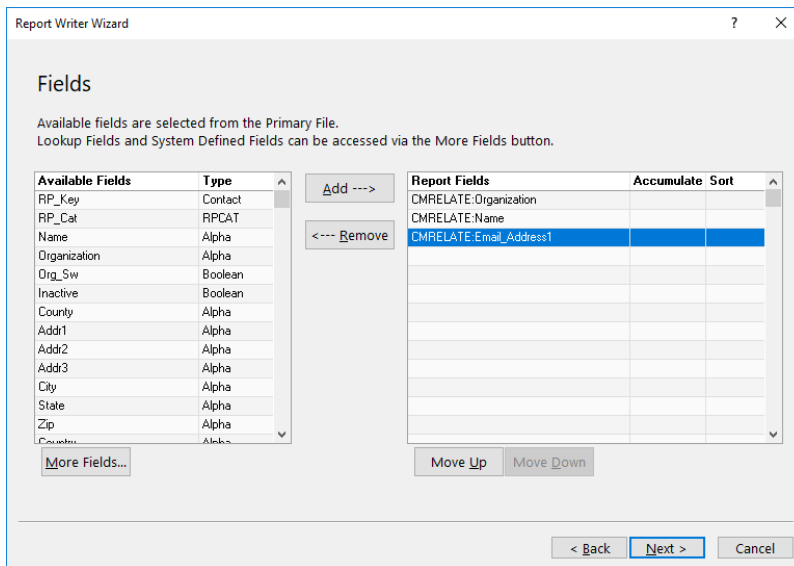 Report Writer Wizard ? ×
Fields
Available fields are selected from the Primary File.
Lookup Fields and System Defined Fields can be accessed via the More Fields button.
Available Fields Type
RP_Key Contact
RP_Cat RPCAT
Name Alpha
Organization Alpha
Org_Sw Boolean
Inactive Boolean
County Alpha
Addr1 Alpha
Addr2 Alpha
Addr3 Alpha
City Alpha
State Alpha
Zip Alpha
Country Alpha
More Fields...
Add --->
<--- Remove
Report Fields Accumulate Sort
CMRELATE:Organization
CMRELATE:Name
CMRELATE:Email_Address1
Move Up Move Down
< Back Next > Cancel